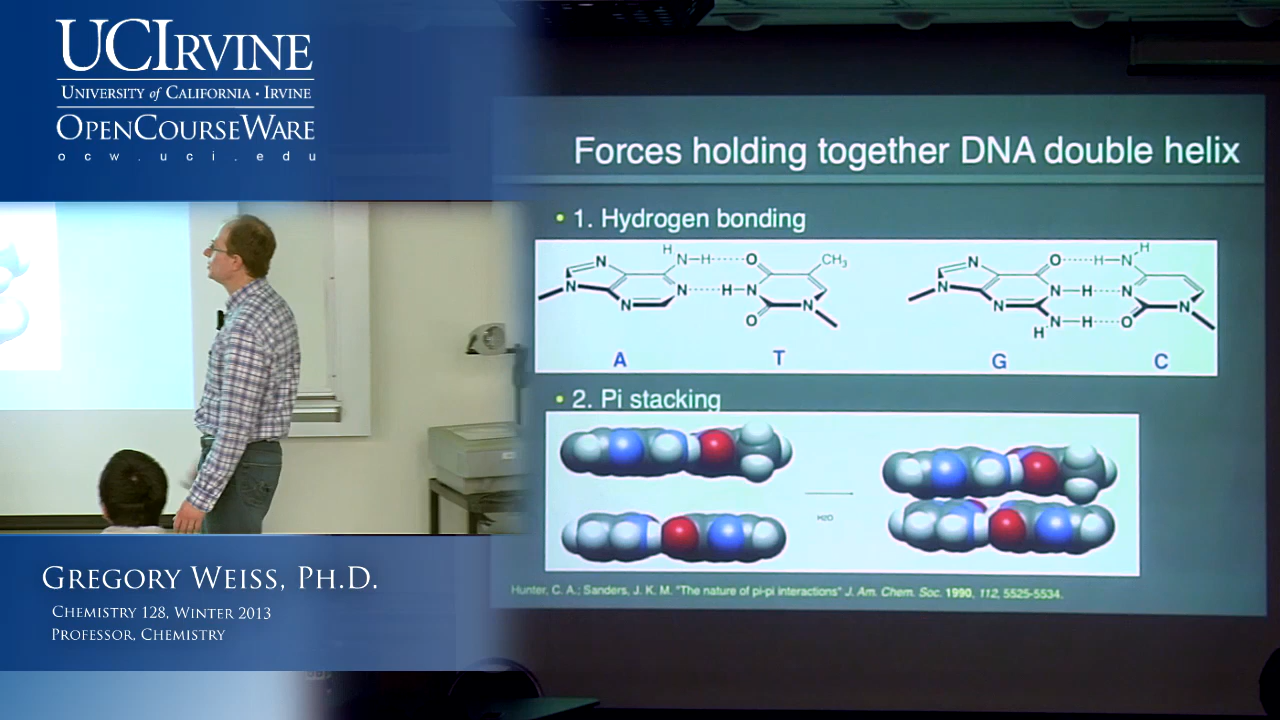 UCIRVINE
UNIVERSITY of CALIFORNIA · IRVINE
OPENCOURSEWARE
ocw.uci.edu
Forces holding together DNA double helix
• 1. Hydrogen bonding
H
N
N
N
N
N
H
O
H
N
O
N
CH3
A
T
N
N
O
N
N
H
N
H
H
H
H
N
N
O
N
G
C
• 2. Pi stacking
H2O
Hunter, C. A.; Sanders, J. K. M. "The nature of pi-pi interactions" J. Am. Chem. Soc. 1990, 112, 5525-5534.
GREGORY WEISS, PH.D.
CHEMISTRY 128, WINTER 2013
PROFESSOR, CHEMISTRY